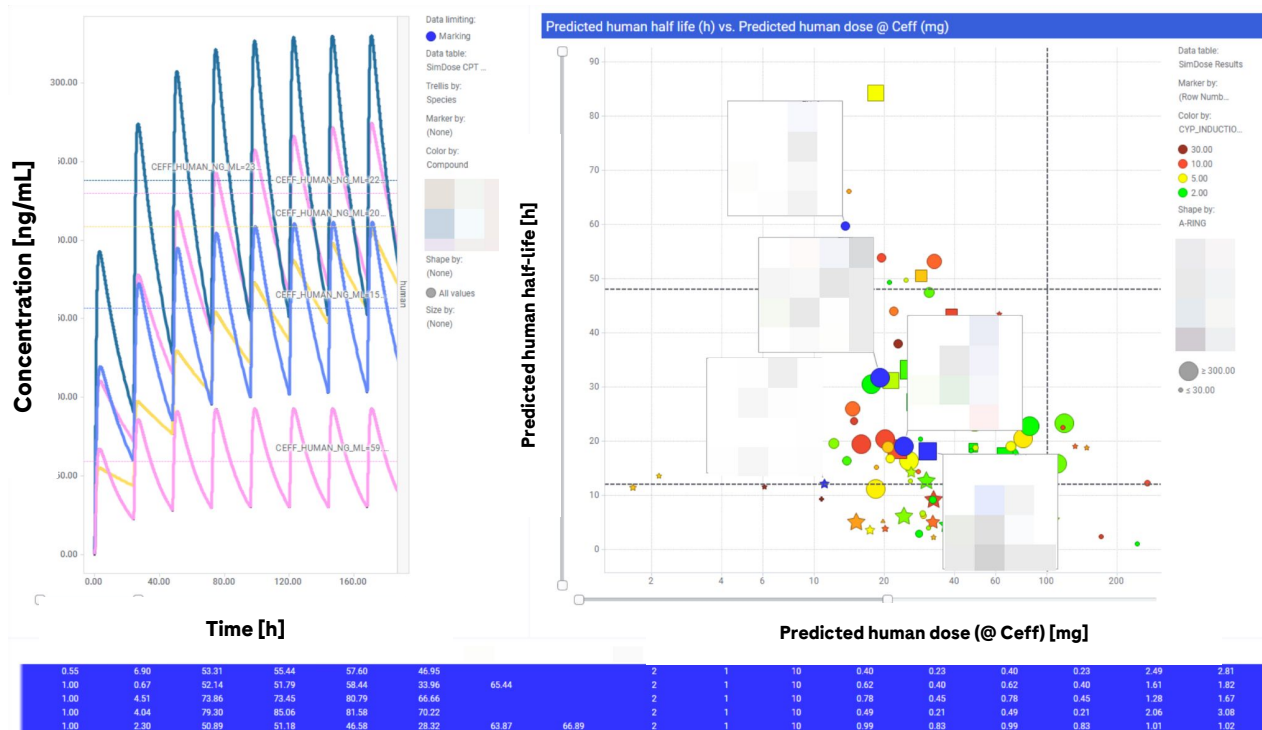 Concentration [ng/mL]
300.00
50.00
00.00
50.00
00.00
50.00
0.00
CEFF_HUMAN_NG_ML=23...
CEFF_HUMAN_NG_ML=22...
CEFF_HUMAN_NG_ML=20...
CEFF_HUMAN_NG_ML=15...
CEFF_HUMAN_NG_ML=59...
human
0.00 40.00 80.00 120.00 160.00
Time [h]
Data limiting:
Marking
Data table:
SimDose CPT ...
Trellis by:
Species
Marker by:
(None)
Color by:
Compound
Shape by:
(None)
All values
Size by:
(None)
Predicted human half life (h) vs. Predicted human dose @ Ceff (mg)
Predicted human half-life [h]
90
80
70
60
50
40
30
20
10
0
2 4 6 10 20 40 60 100 200
Predicted human dose (@ Ceff) [mg]
Data table:
SimDose Results
Marker by:
(Row Numb...
Color by:
CYP_INDUCTIO...
30.00
10.00
5.00
2.00
Shape by:
A-RING
≥ 300.00
≤ 30.00
0.55 6.90 53.31 55.44 57.60 46.95 2 1 10 0.40 0.23 0.40 0.23 2.49 2.81
1.00 0.67 52.14 51.79 58.44 33.96 65.44 2 1 10 0.62 0.40 0.62 0.40 1.61 1.82
1.00 4.51 73.86 73.45 80.79 66.66 2 1 10 0.78 0.45 0.78 0.45 1.28 1.67
1.00 4.04 79.30 85.06 81.58 70.22 2 1 10 0.49 0.21 0.49 0.21 2.06 3.08
1.00 2.30 50.89 51.18 46.58 28.32 63.87 66.89 2 1 10 0.99 0.83 0.99 0.83 1.01 1.02